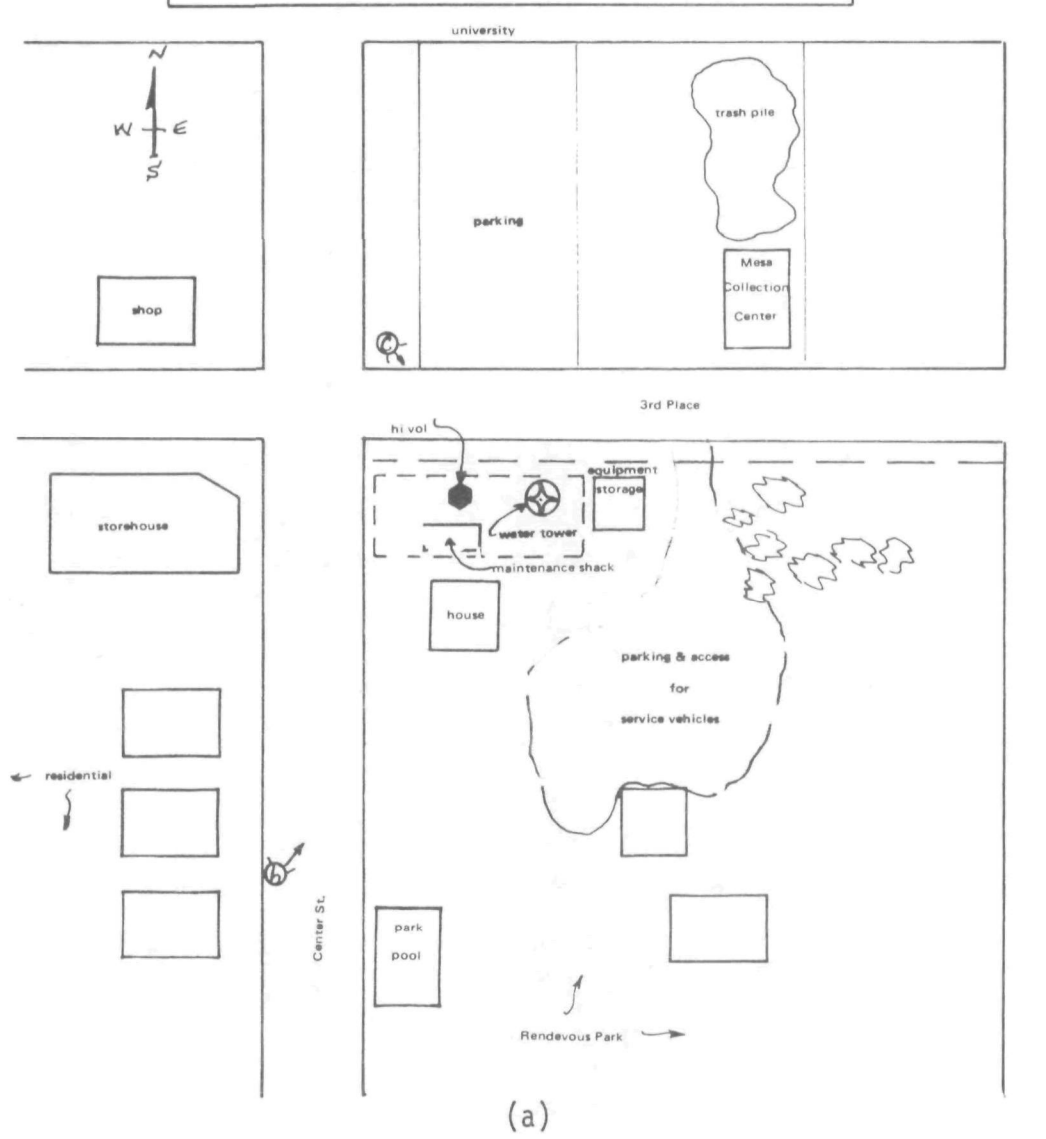 university
N
W E
S
trash pile
parking
Mesa
Collection
Center
shop
C
3rd Place
hi vol
equipment
storage
storehouse
water tower
maintenance shack
house
parking & access
for
service vehicles
residential
b
Center St.
park
pool
Rendevous Park
(a)